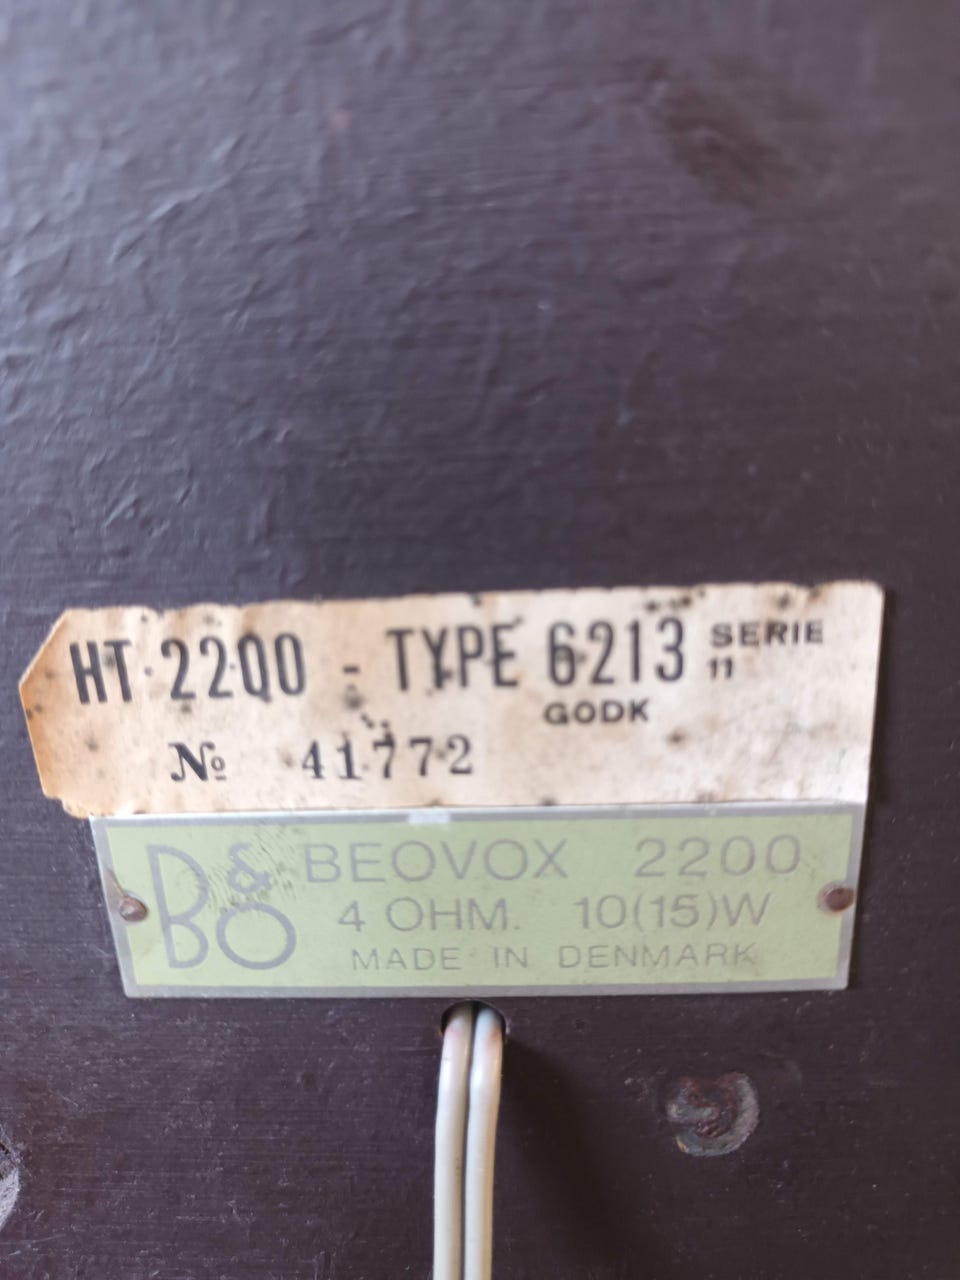 HT 2200 - TYPE 6213 SERIE 11
GODK
№ 41772
B&O BEOVOX 2200
4 OHM. 10(15)W
MADE IN DENMARK